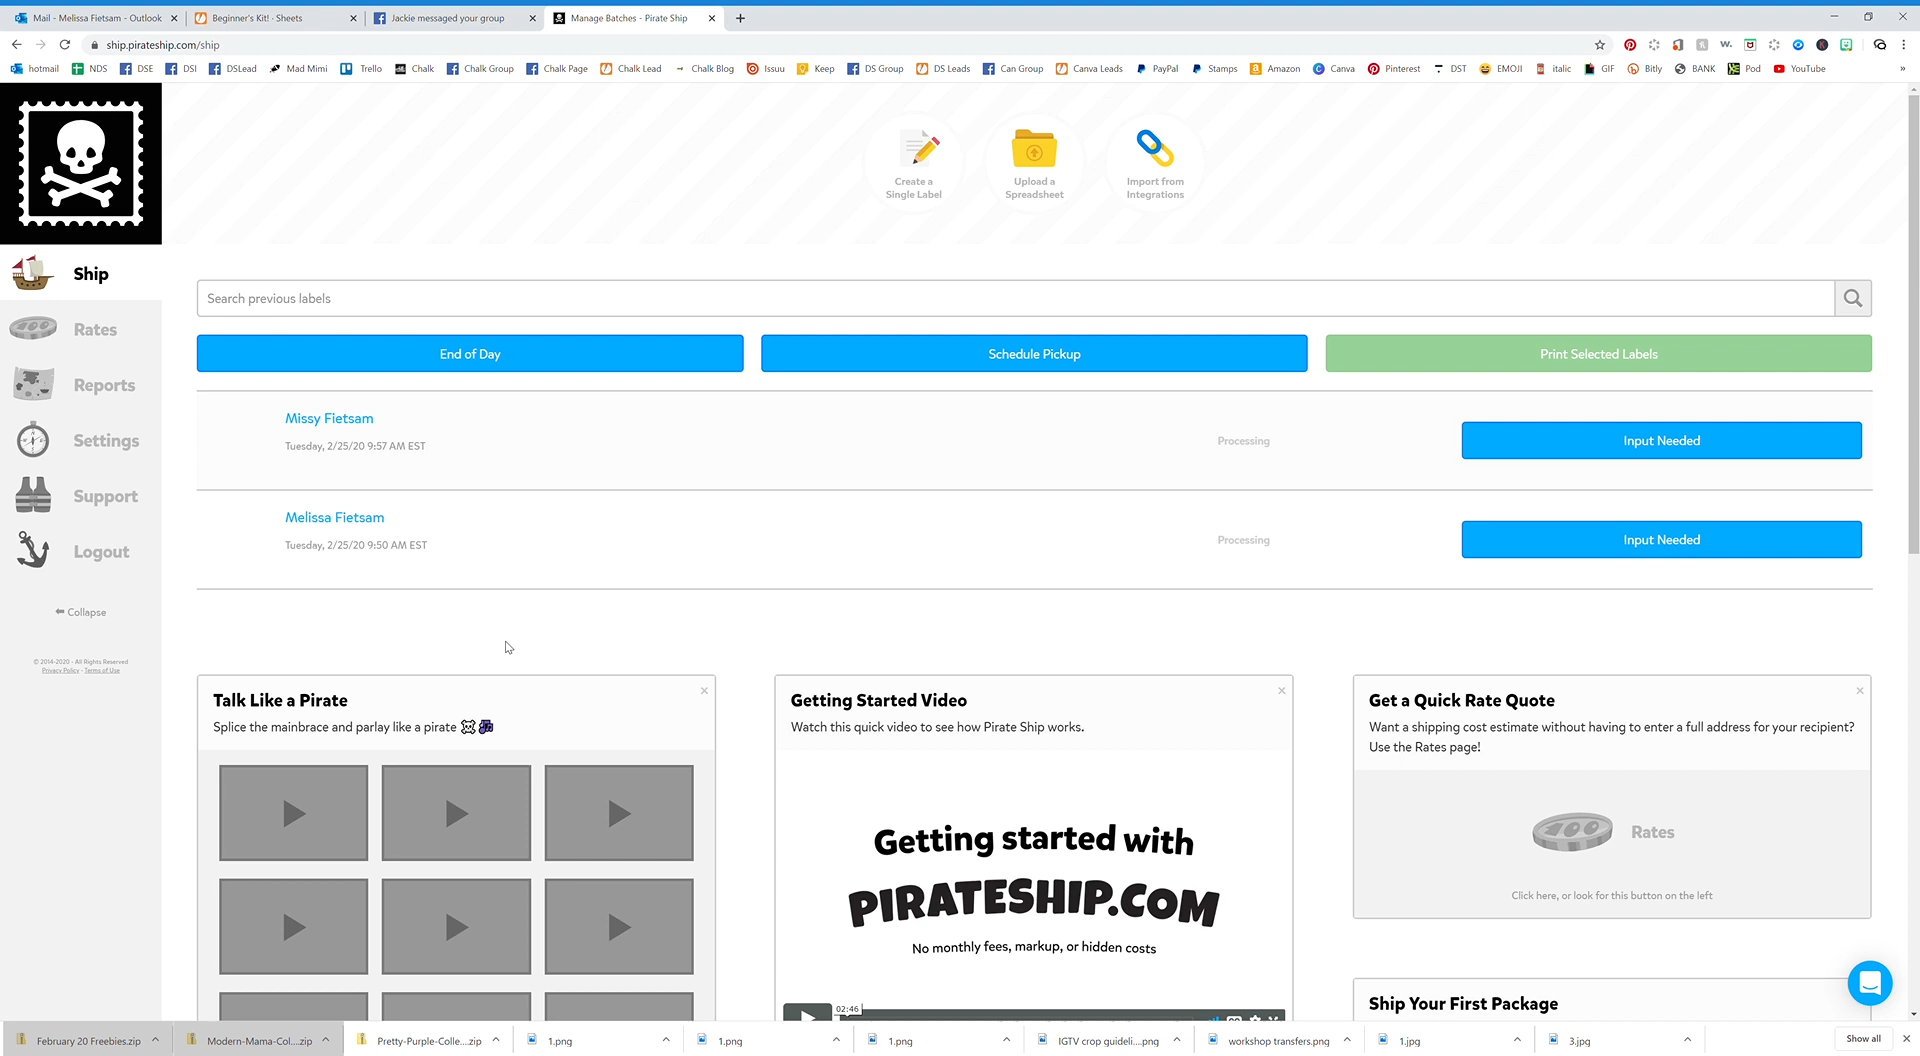 Mail - Melissa Fietsam - Outlook
Beginner's Kit! · Sheets
Jackie messaged your group
Manage Batches - Pirate Ship
ship.pirateship.com/ship
hotmail NDS DSE DSI DSLead Mad Mimi Trello Chalk Chalk Group Chalk Page Chalk Lead Chalk Blog Issuu Keep DS Group DS Leads Can Group Canva Leads PayPal Stamps Amazon Canva Pinterest DST EMOJI italic GIF Bitly BANK Pod YouTube
Create a
Single Label
Upload a
Spreadsheet
Import from
Integrations
Ship
Rates
Reports
Settings
Support
Logout
Collapse
© 2014-2020 - All Rights Reserved
Privacy Policy - Terms of Use
Search previous labels
End of Day
Schedule Pickup
Print Selected Labels
Missy Fietsam
Tuesday, 2/25/20 9:57 AM EST
Processing
Input Needed
Melissa Fietsam
Tuesday, 2/25/20 9:50 AM EST
Processing
Input Needed
Talk Like a Pirate
Splice the mainbrace and parlay like a pirate
Getting Started Video
Watch this quick video to see how Pirate Ship works.
Getting started with
PIRATESHIP.COM
No monthly fees, markup, or hidden costs
02:46
Get a Quick Rate Quote
Want a shipping cost estimate without having to enter a full address for your recipient?
Use the Rates page!
Rates
Click here, or look for this button on the left
Ship Your First Package
February 20 Freebies.zip
Modern-Mama-Col....zip
Pretty-Purple-Colle....zip
1.png
1.png
1.png
IGTV crop guideli....png
workshop transfers.png
1.jpg
3.jpg
Show all